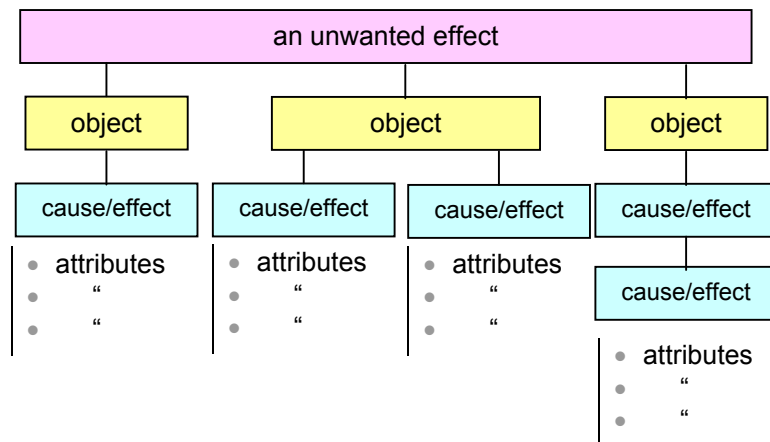 an unwanted effect
object
object
object
cause/effect
cause/effect
cause/effect
cause/effect
• attributes
• “
• “
• attributes
• “
• “
• attributes
• “
• “
cause/effect
• attributes
• “
• “